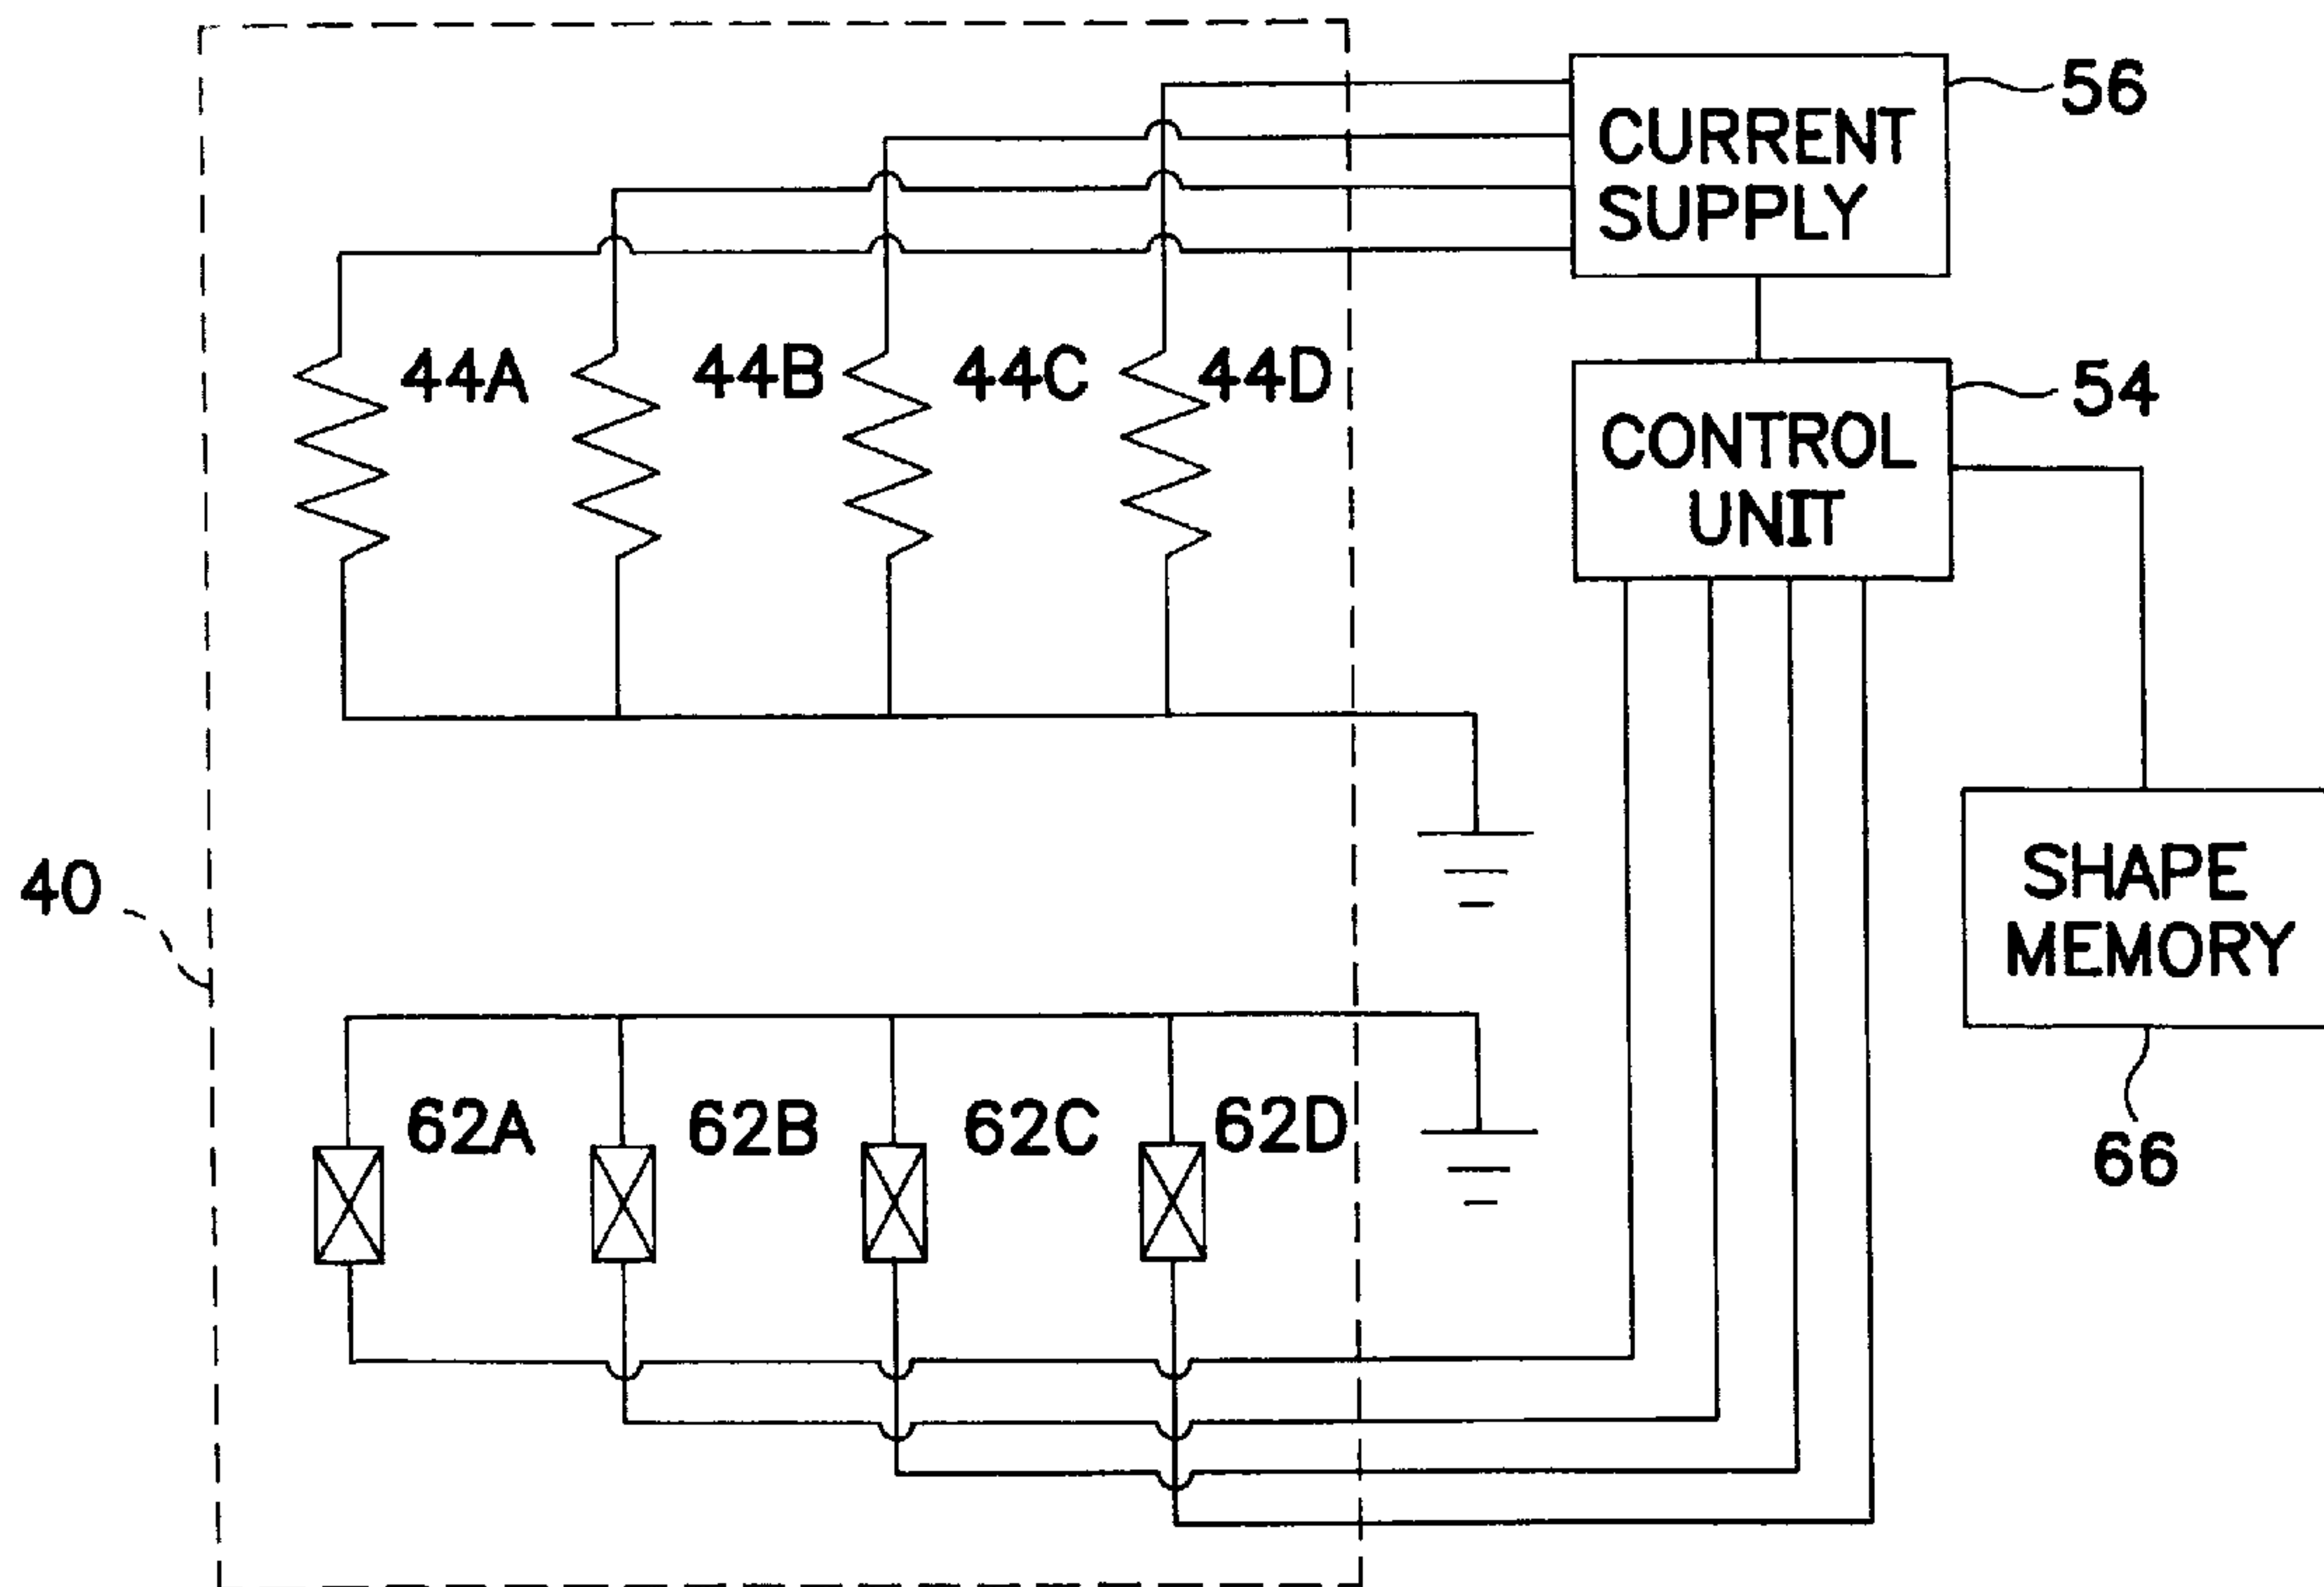 56
CURRENT
SUPPLY
44A 44B 44C 44D
54
CONTROL
UNIT
40
SHAPE
MEMORY
62A 62B 62C 62D
66